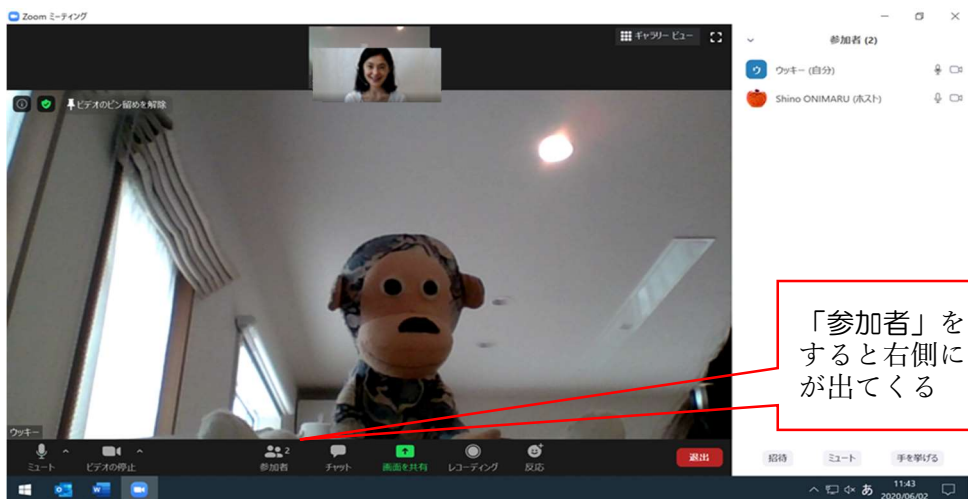 Zoom ミーティング
ギャラリー ビュー
参加者 (2)
ウ ウッキー (自分)
Shino ONIMARU (ホスト)
ビデオのピン留めを解除
「参加者」を
すると右側に
が出てくる
ウッキー
ミュート
ビデオの停止
2
参加者
チャット
画面を共有
レコーディング
反応
退出
招待
ミュート
手を挙げる
あ
11:43
2020/06/02